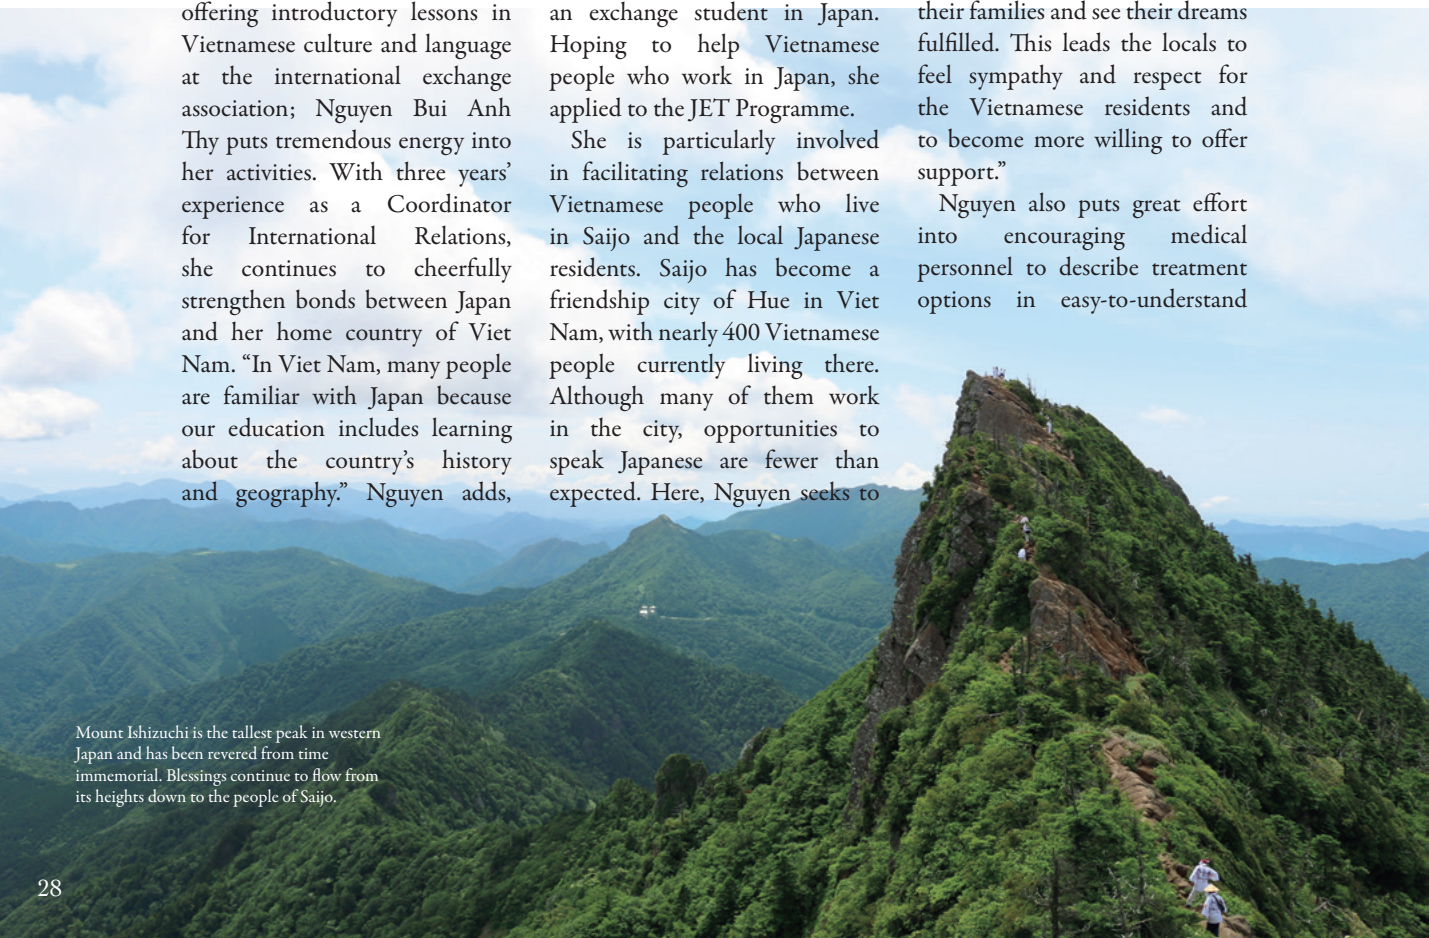 offering introductory lessons in
Vietnamese culture and language
at the international exchange
association; Nguyen Bui Anh
Thy puts tremendous energy into
her activities. With three years’
experience as a Coordinator
for International Relations,
she continues to cheerfully
strengthen bonds between Japan
and her home country of Viet
Nam. “In Viet Nam, many people
are familiar with Japan because
our education includes learning
about the country’s history
and geography.” Nguyen adds,
an exchange student in Japan.
Hoping to help Vietnamese
people who work in Japan, she
applied to the JET Programme.
She is particularly involved
in facilitating relations between
Vietnamese people who live
in Saijo and the local Japanese
residents. Saijo has become a
friendship city of Hue in Viet
Nam, with nearly 400 Vietnamese
people currently living there.
Although many of them work
in the city, opportunities to
speak Japanese are fewer than
expected. Here, Nguyen seeks to
their families and see their dreams
fulfilled. This leads the locals to
feel sympathy and respect for
the Vietnamese residents and
to become more willing to offer
support.”
Nguyen also puts great effort
into encouraging medical
personnel to describe treatment
options in easy-to-understand
Mount Ishizuchi is the tallest peak in western
Japan and has been revered from time
immemorial. Blessings continue to flow from
its heights down to the people of Saijo.
28